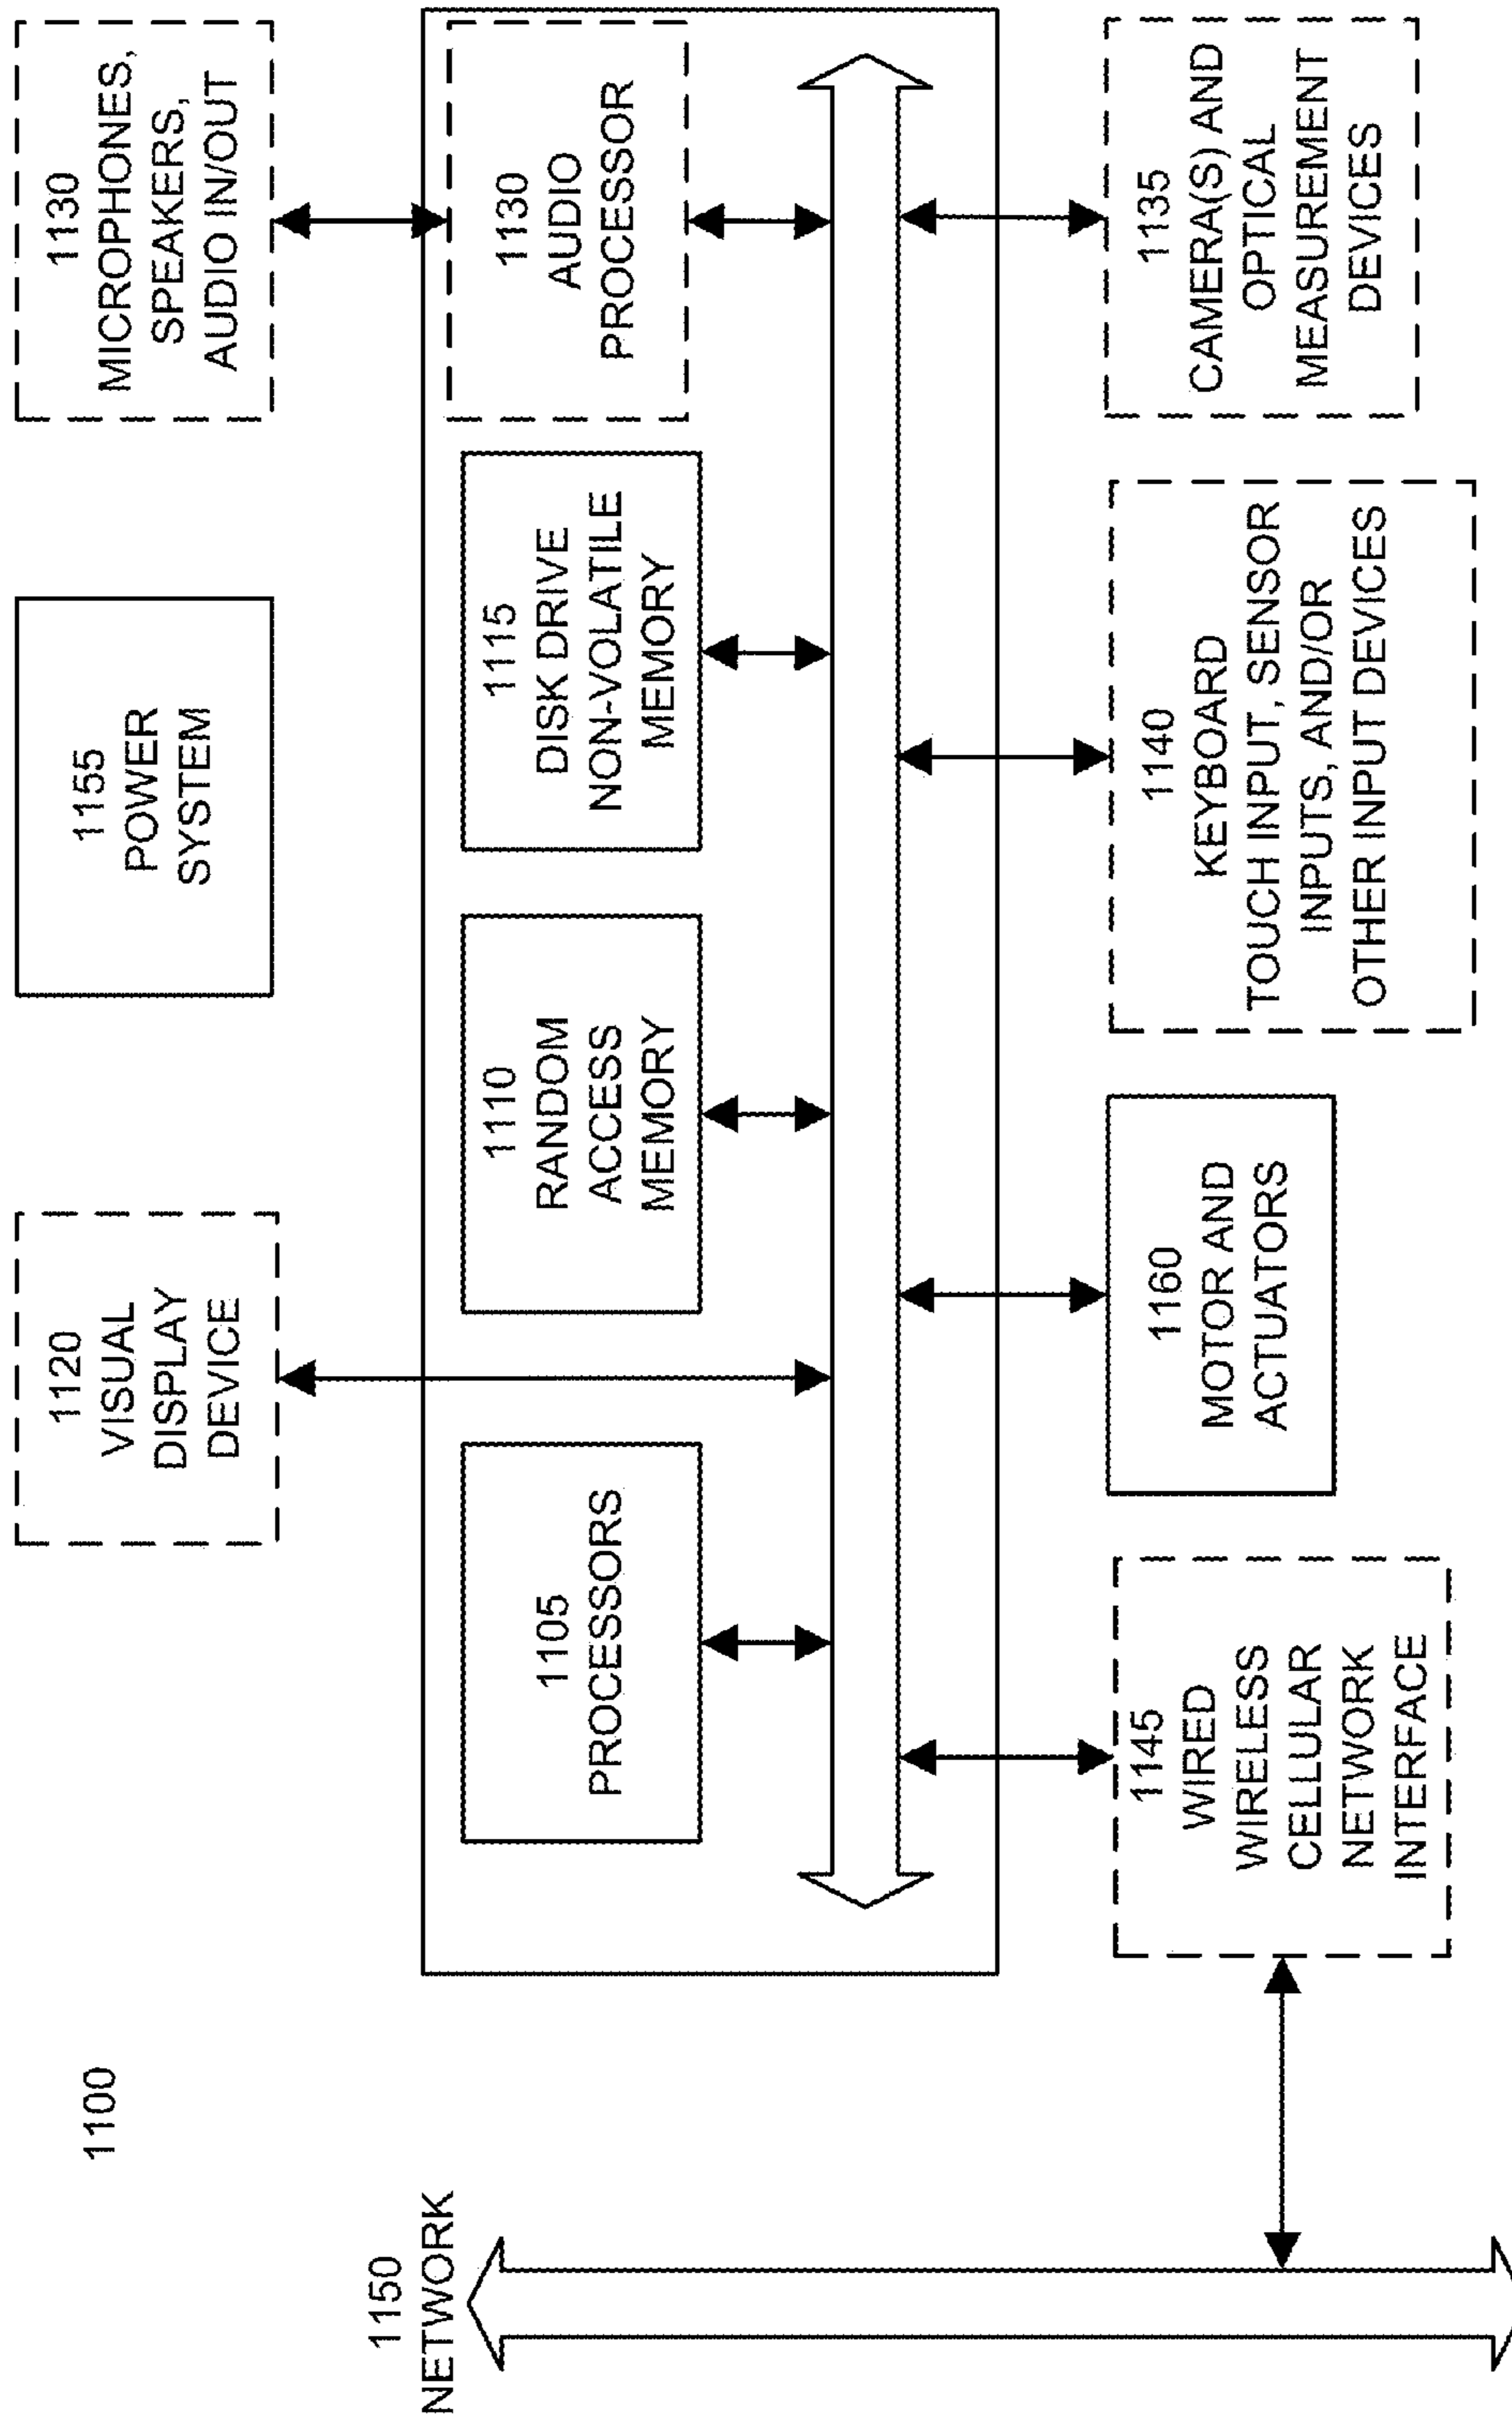 1100
1150
NETWORK
1120
VISUAL
DISPLAY
DEVICE
1155
POWER
SYSTEM
1130
MICROPHONES,
SPEAKERS,
AUDIO IN/OUT
1105
PROCESSORS
1110
RANDOM
ACCESS
MEMORY
1115
DISK DRIVE
NON-VOLATILE
MEMORY
1130
AUDIO
PROCESSOR
1145
WIRED
WIRELESS
CELLULAR
NETWORK
INTERFACE
1160
MOTOR AND
ACTUATORS
1140
KEYBOARD
TOUCH INPUT, SENSOR
INPUTS, AND/OR
OTHER INPUT DEVICES
1135
CAMERA(S) AND
OPTICAL
MEASUREMENT
DEVICES